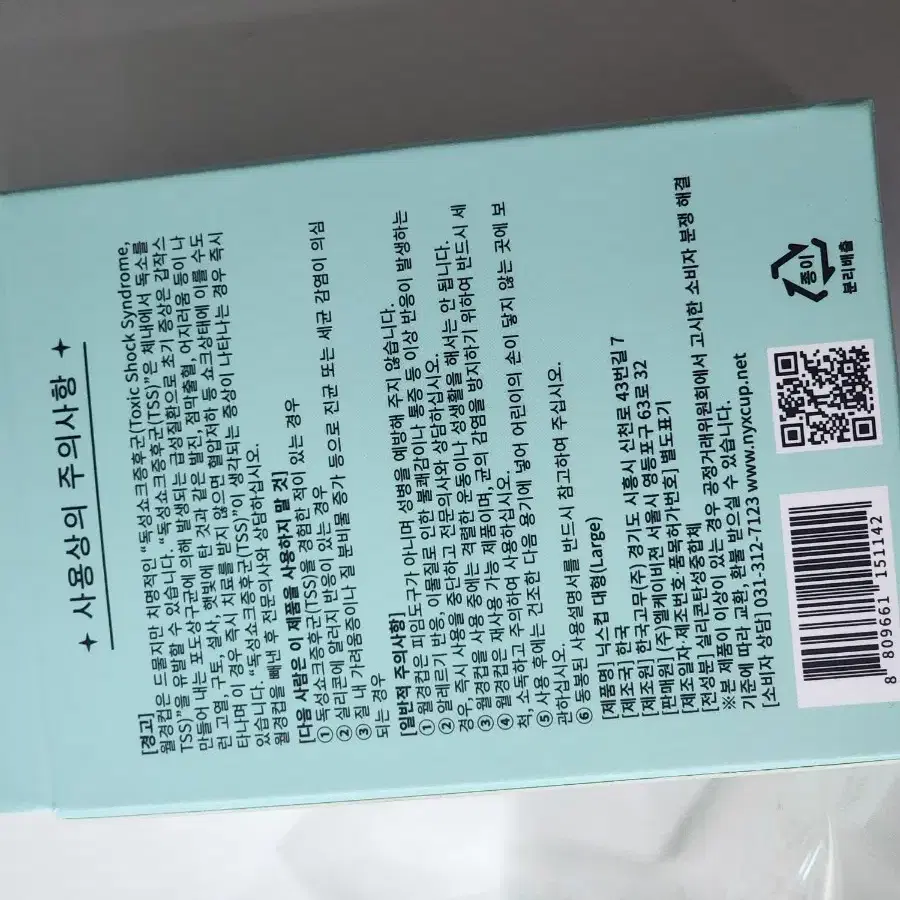 사용상의 주의사항
[경고]
월경컵은 드물지만 치명적인 “독성쇼크증후군(Toxic Shock Syndrome,
TSS)”을 유발할 수 있습니다. “독성쇼크증후군(TSS)”은 체내에서 독소를
만들어 내는 포도상구균에 의해 발생되는 급성질환으로 초기 증상은 갑작스
런 고열, 구토, 설사, 햇빛에 탄 것과 같은 발진, 점막출혈, 어지러움 등이 나
타나며 이 경우 즉시 치료를 받지 않으면 혈압저하 등 쇼크상태에 이를 수도
있습니다. “독성쇼크증후군(TSS)”이 생각되는 증상이 나타나는 경우 즉시
월경컵을 빼낸 후 전문의사와 상담하십시오.
[다음 사람은 이 제품을 사용하지 말 것]
① 독성쇼크증후군(TSS)을 경험한 적이 있는 경우
② 실리콘에 알러지 반응이 있는 경우
③ 질 내 가려움증이나 질 분비물 증가 등으로 진균 또는 세균 감염이 의심
되는 경우
[일반적 주의사항]
① 월경컵은 피임도구가 아니며 성병을 예방해 주지 않습니다.
② 알레르기 반응, 이물질로 인한 불쾌감이나 통증 등 이상 반응이 발생하는
경우, 즉시 사용을 중단하고 전문의사와 상담하십시오.
③ 월경컵을 사용 중에는 격렬한 운동이나 성생활을 해서는 안 됩니다.
④ 월경컵은 재사용 가능 제품이며, 균의 감염을 방지하기 위하여 반드시 세
척, 소독하고 주의하여 사용하십시오.
⑤ 사용 후에는 건조한 다음 용기에 넣어 어린이의 손이 닿지 않는 곳에 보
관하십시오.
⑥ 동봉된 사용설명서를 반드시 참고하여 주십시오.
[제품명] 닉스컵 대형(Large)
[제조국] 한국
[제조원] 한국고무(주) 경기도 시흥시 신천로 43번길 7
[판매원] (주)엘케이비젼 서울시 영등포구 63로 32
[제조일자·제조번호·품목허가번호] 별도표기
[전성분] 실리콘탄성중합체
※본 제품이 이상이 있는 경우 공정거래위원회에서 고시한 소비자 분쟁 해결
기준에 따라 교환, 환불 받으실 수 있습니다.
[소비자 상담] 031-312-7123 www.nyxcup.net
8 809661 151142
종이
분리배출